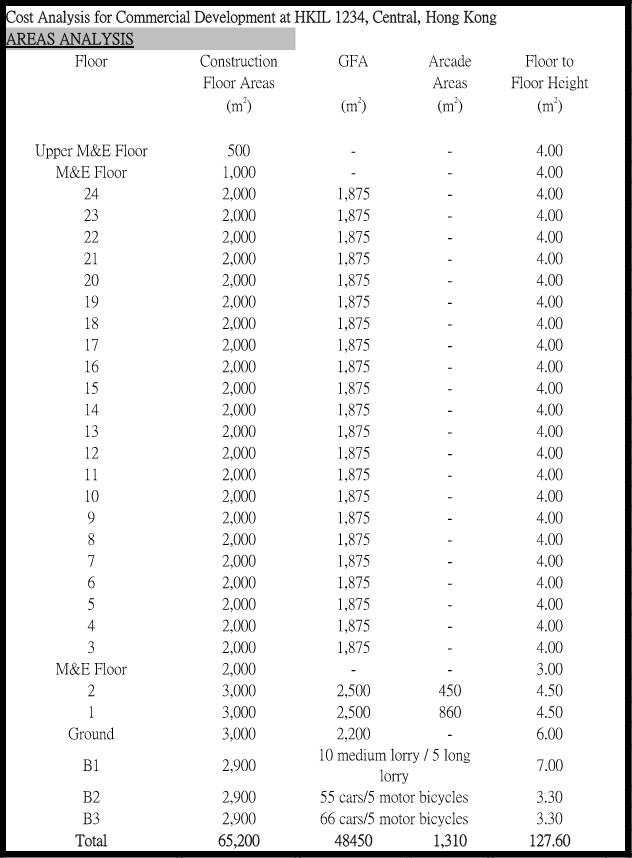 Cost Analysis for Commercial Development at HKIL 1234, Central, Hong Kong
AREAS ANALYSIS
Floor Construction GFA Arcade Floor to
Floor Areas Areas Floor Height
(m²) (m²) (m²) (m²)
Upper M&E Floor 500 - - 4.00
M&E Floor 1,000 - - 4.00
24 2,000 1,875 - 4.00
23 2,000 1,875 - 4.00
22 2,000 1,875 - 4.00
21 2,000 1,875 - 4.00
20 2,000 1,875 - 4.00
19 2,000 1,875 - 4.00
18 2,000 1,875 - 4.00
17 2,000 1,875 - 4.00
16 2,000 1,875 - 4.00
15 2,000 1,875 - 4.00
14 2,000 1,875 - 4.00
13 2,000 1,875 - 4.00
12 2,000 1,875 - 4.00
11 2,000 1,875 - 4.00
10 2,000 1,875 - 4.00
9 2,000 1,875 - 4.00
8 2,000 1,875 - 4.00
7 2,000 1,875 - 4.00
6 2,000 1,875 - 4.00
5 2,000 1,875 - 4.00
4 2,000 1,875 - 4.00
3 2,000 1,875 - 4.00
M&E Floor 2,000 - - 3.00
2 3,000 2,500 450 4.50
1 3,000 2,500 860 4.50
Ground 3,000 2,200 - 6.00
B1 2,900 10 medium lorry / 5 long 7.00
lorry
B2 2,900 55 cars/5 motor bicycles 3.30
B3 2,900 66 cars/5 motor bicycles 3.30
Total 65,200 48450 1,310 127.60